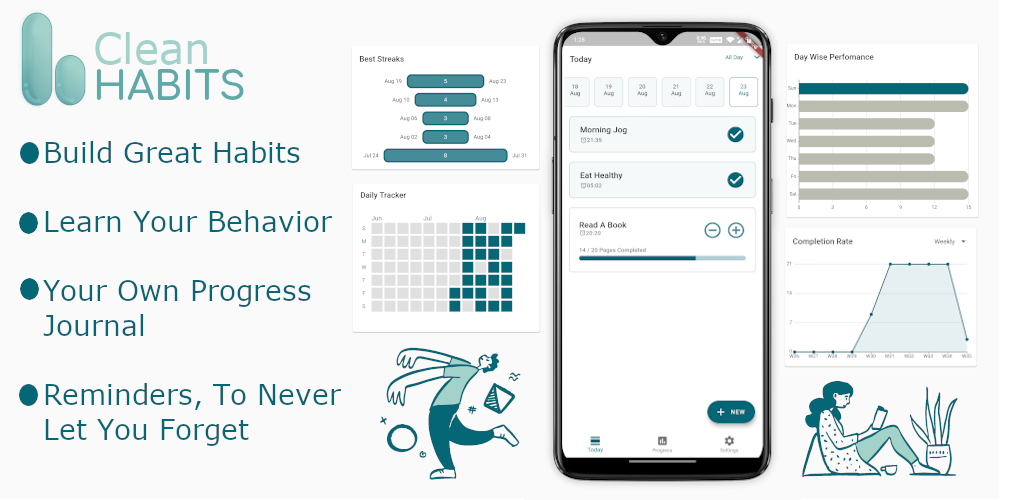 Clean
HABITS
Build Great Habits
Learn Your Behavior
Your Own Progress
Journal
Reminders, To Never
Let You Forget
Best Streaks
Aug 19 5 Aug 23
Aug 10 4 Aug 13
Aug 06 3 Aug 08
Aug 02 3 Aug 04
Jul 24 8 Jul 31
Daily Tracker
Jun Jul Aug
S
M
T
W
T
F
S
1:35
Today All Day
18 19 20 21 22 23
Aug Aug Aug Aug Aug Aug
Morning Jog
21:35
Eat Healthy
05:02
Read A Book
20:30
14 / 20 Pages Completed
+ NEW
Today Progress Settings
Day Wise Perfomance
Sun
Mon
Tue
Wed
Thu
Fri
Sat
0 3 6 9 12 15
Completion Rate Weekly
21
14
7
0
W26 W27 W28 W29 W30 W31 W32 W33 W34 W35